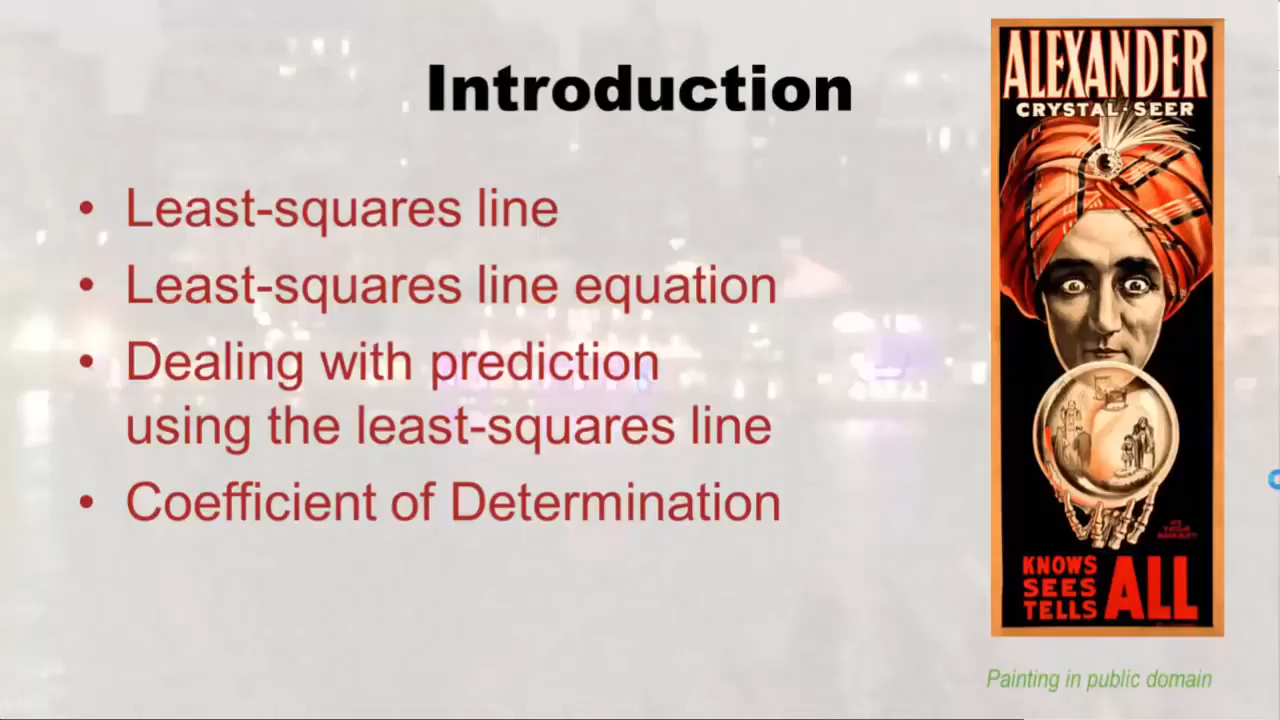 Introduction
• Least-squares line
• Least-squares line equation
• Dealing with prediction
using the least-squares line
• Coefficient of Determination
ALEXANDER
CRYSTAL-SEER
KNOWS
SEES
TELLS
ALL
Painting in public domain